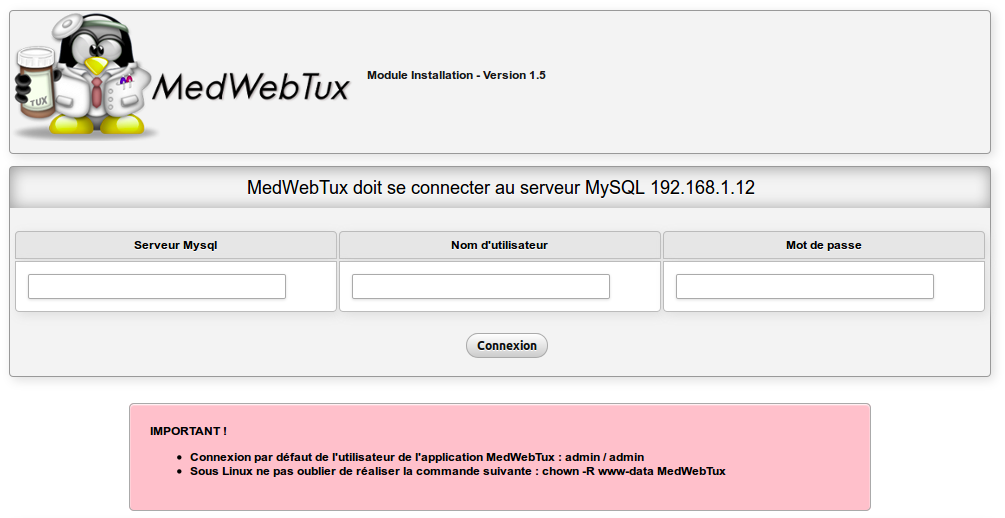 TUX
MedWebTux
Module Installation - Version 1.5
MedWebTux doit se connecter au serveur MySQL 192.168.1.12
Serveur Mysql
Nom d'utilisateur
Mot de passe
Connexion
IMPORTANT !
• Connexion par défaut de l'utilisateur de l'application MedWebTux : admin / admin
• Sous Linux ne pas oublier de réaliser la commande suivante : chown -R www-data MedWebTux